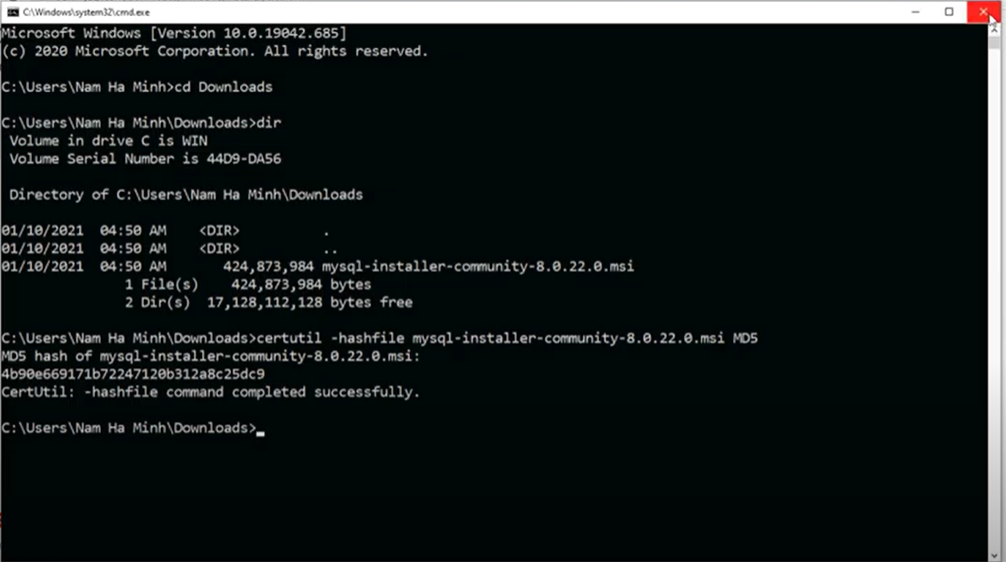 C:\Windows\system32\cmd.exe
Microsoft Windows [Version 10.0.19042.685]
(c) 2020 Microsoft Corporation. All rights reserved.
C:\Users\Nam Ha Minh>cd Downloads
C:\Users\Nam Ha Minh\Downloads>dir
Volume in drive C is WIN
Volume Serial Number is 44D9-DA56
Directory of C:\Users\Nam Ha Minh\Downloads
01/10/2021 04:50 AM <DIR> .
01/10/2021 04:50 AM <DIR> ..
01/10/2021 04:50 AM 424,873,984 mysql-installer-community-8.0.22.0.msi
1 File(s) 424,873,984 bytes
2 Dir(s) 17,128,112,128 bytes free
C:\Users\Nam Ha Minh\Downloads>certutil -hashfile mysql-installer-community-8.0.22.0.msi MD5
MD5 hash of mysql-installer-community-8.0.22.0.msi:
4b90e669171b72247120b312a8c25dc9
CertUtil: -hashfile command completed successfully.
C:\Users\Nam Ha Minh\Downloads>